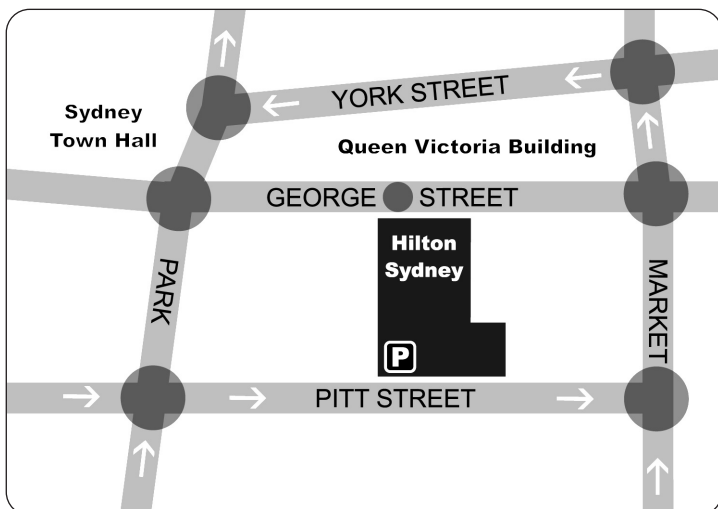 YORK STREET
Sydney
Town Hall
Queen Victoria Building
GEORGE STREET
Hilton
Sydney
PARK
MARKET
P
PITT STREET